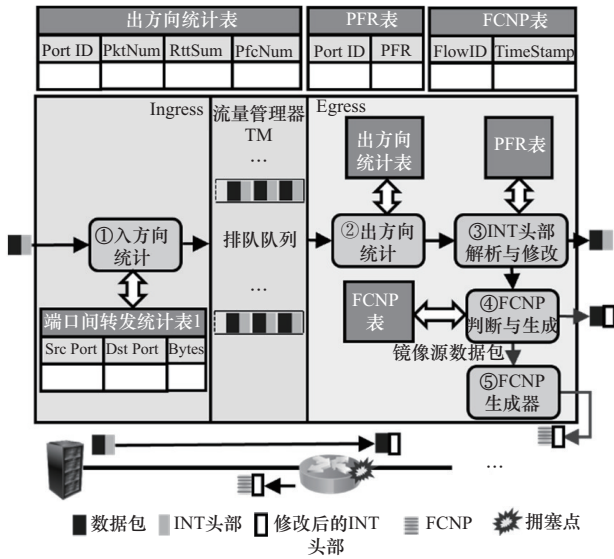 出方向统计表
PFR表
FCNP表
Port ID PktNum RttSum PfcNum
Port ID PFR
FlowID TimeStamp
Ingress
流量管理器
TM
Egress
…
出方向
统计表
PFR表
①入方向
统计
排队队列
②出方向
统计
③INT头部
解析与修改
…
端口间转发统计表1
Src Port Dst Port Bytes
FCNP
表
④FCNP
判断与生成
镜像源数据包
⑤FCNP
生成器
…
数据包 INT头部 修改后的INT
头部
FCNP 拥塞点